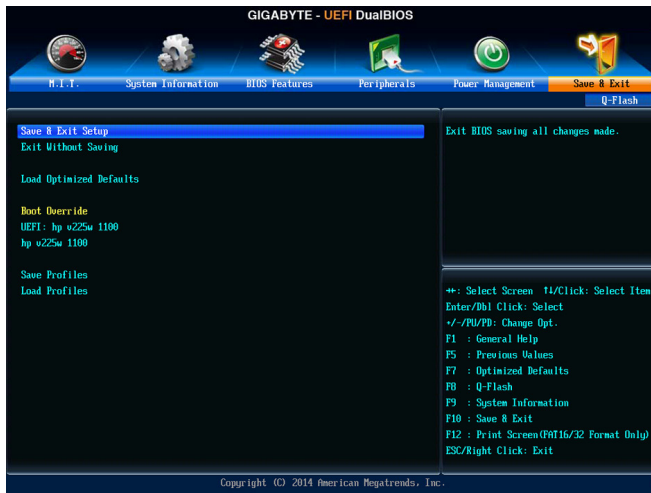 GIGABYTE - UEFI DualBIOS
M.I.T.
System Information
BIOS Features
Peripherals
Power Management
Save & Exit
Q-Flash
Save & Exit Setup
Exit Without Saving
Load Optimized Defaults
Boot Override
UEFI: hp v225w 1100
hp v225w 1100
Save Profiles
Load Profiles
Exit BIOS saving all changes made.
→←: Select Screen ↑↓/Click: Select Item
Enter/Dbl Click: Select
+/-/PU/PD: Change Opt.
F1 : General Help
F5 : Previous Values
F7 : Optimized Defaults
F8 : Q-Flash
F9 : System Information
F10 : Save & Exit
F12 : Print Screen(FAT16/32 Format Only)
ESC/Right Click: Exit
Copyright (C) 2014 American Megatrends, Inc.